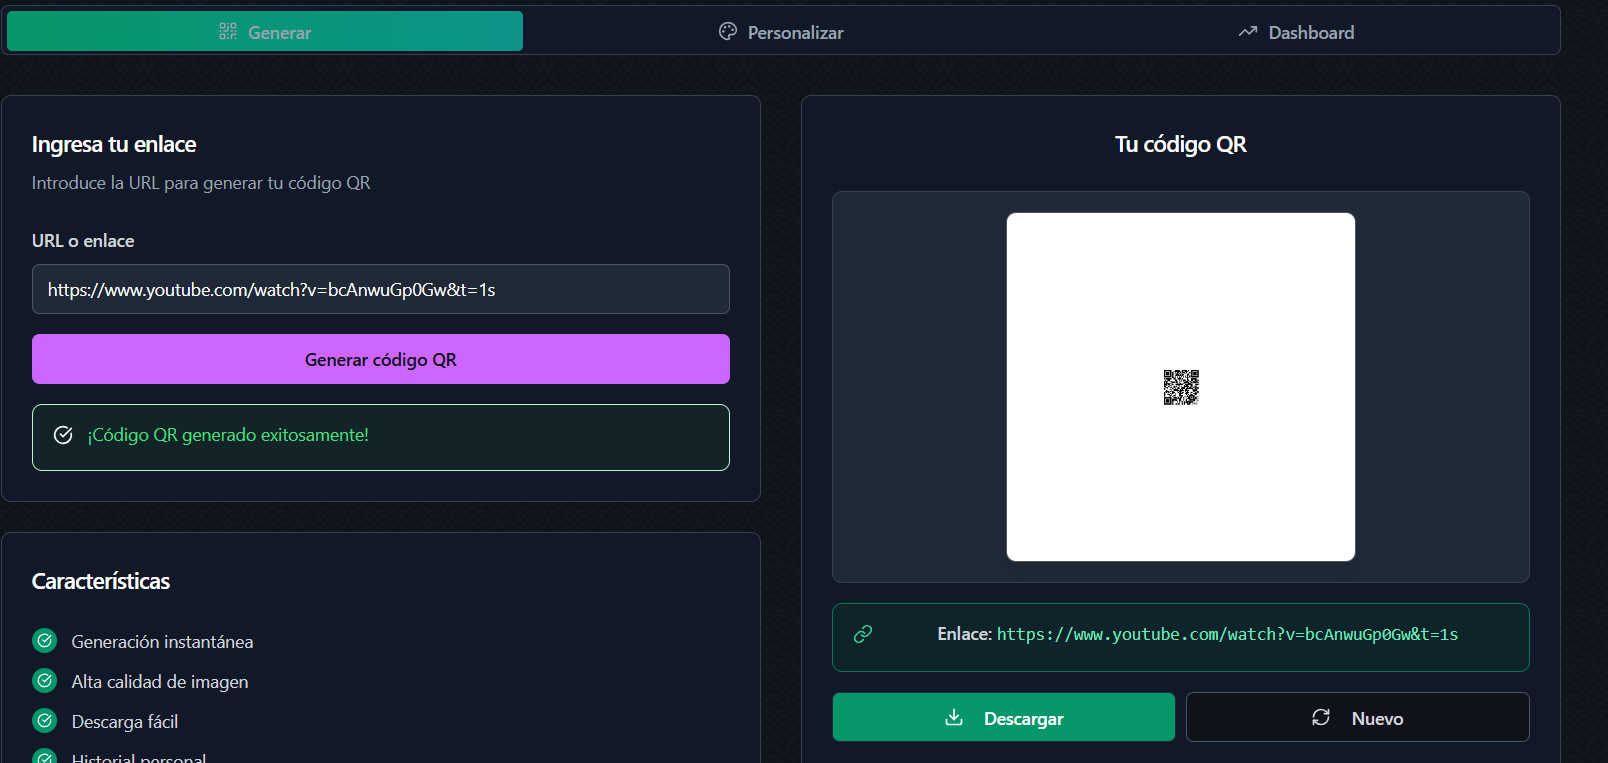 Generar
Personalizar
Dashboard
Ingresa tu enlace
Introduce la URL para generar tu código QR
URL o enlace
https://www.youtube.com/watch?v=bcAnwuGp0Gw&t=1s
Generar código QR
¡Código QR generado exitosamente!
Características
Generación instantánea
Alta calidad de imagen
Descarga fácil
Historial personal
Tu código QR
Enlace: https://www.youtube.com/watch?v=bcAnwuGp0Gw&t=1s
Descargar
Nuevo